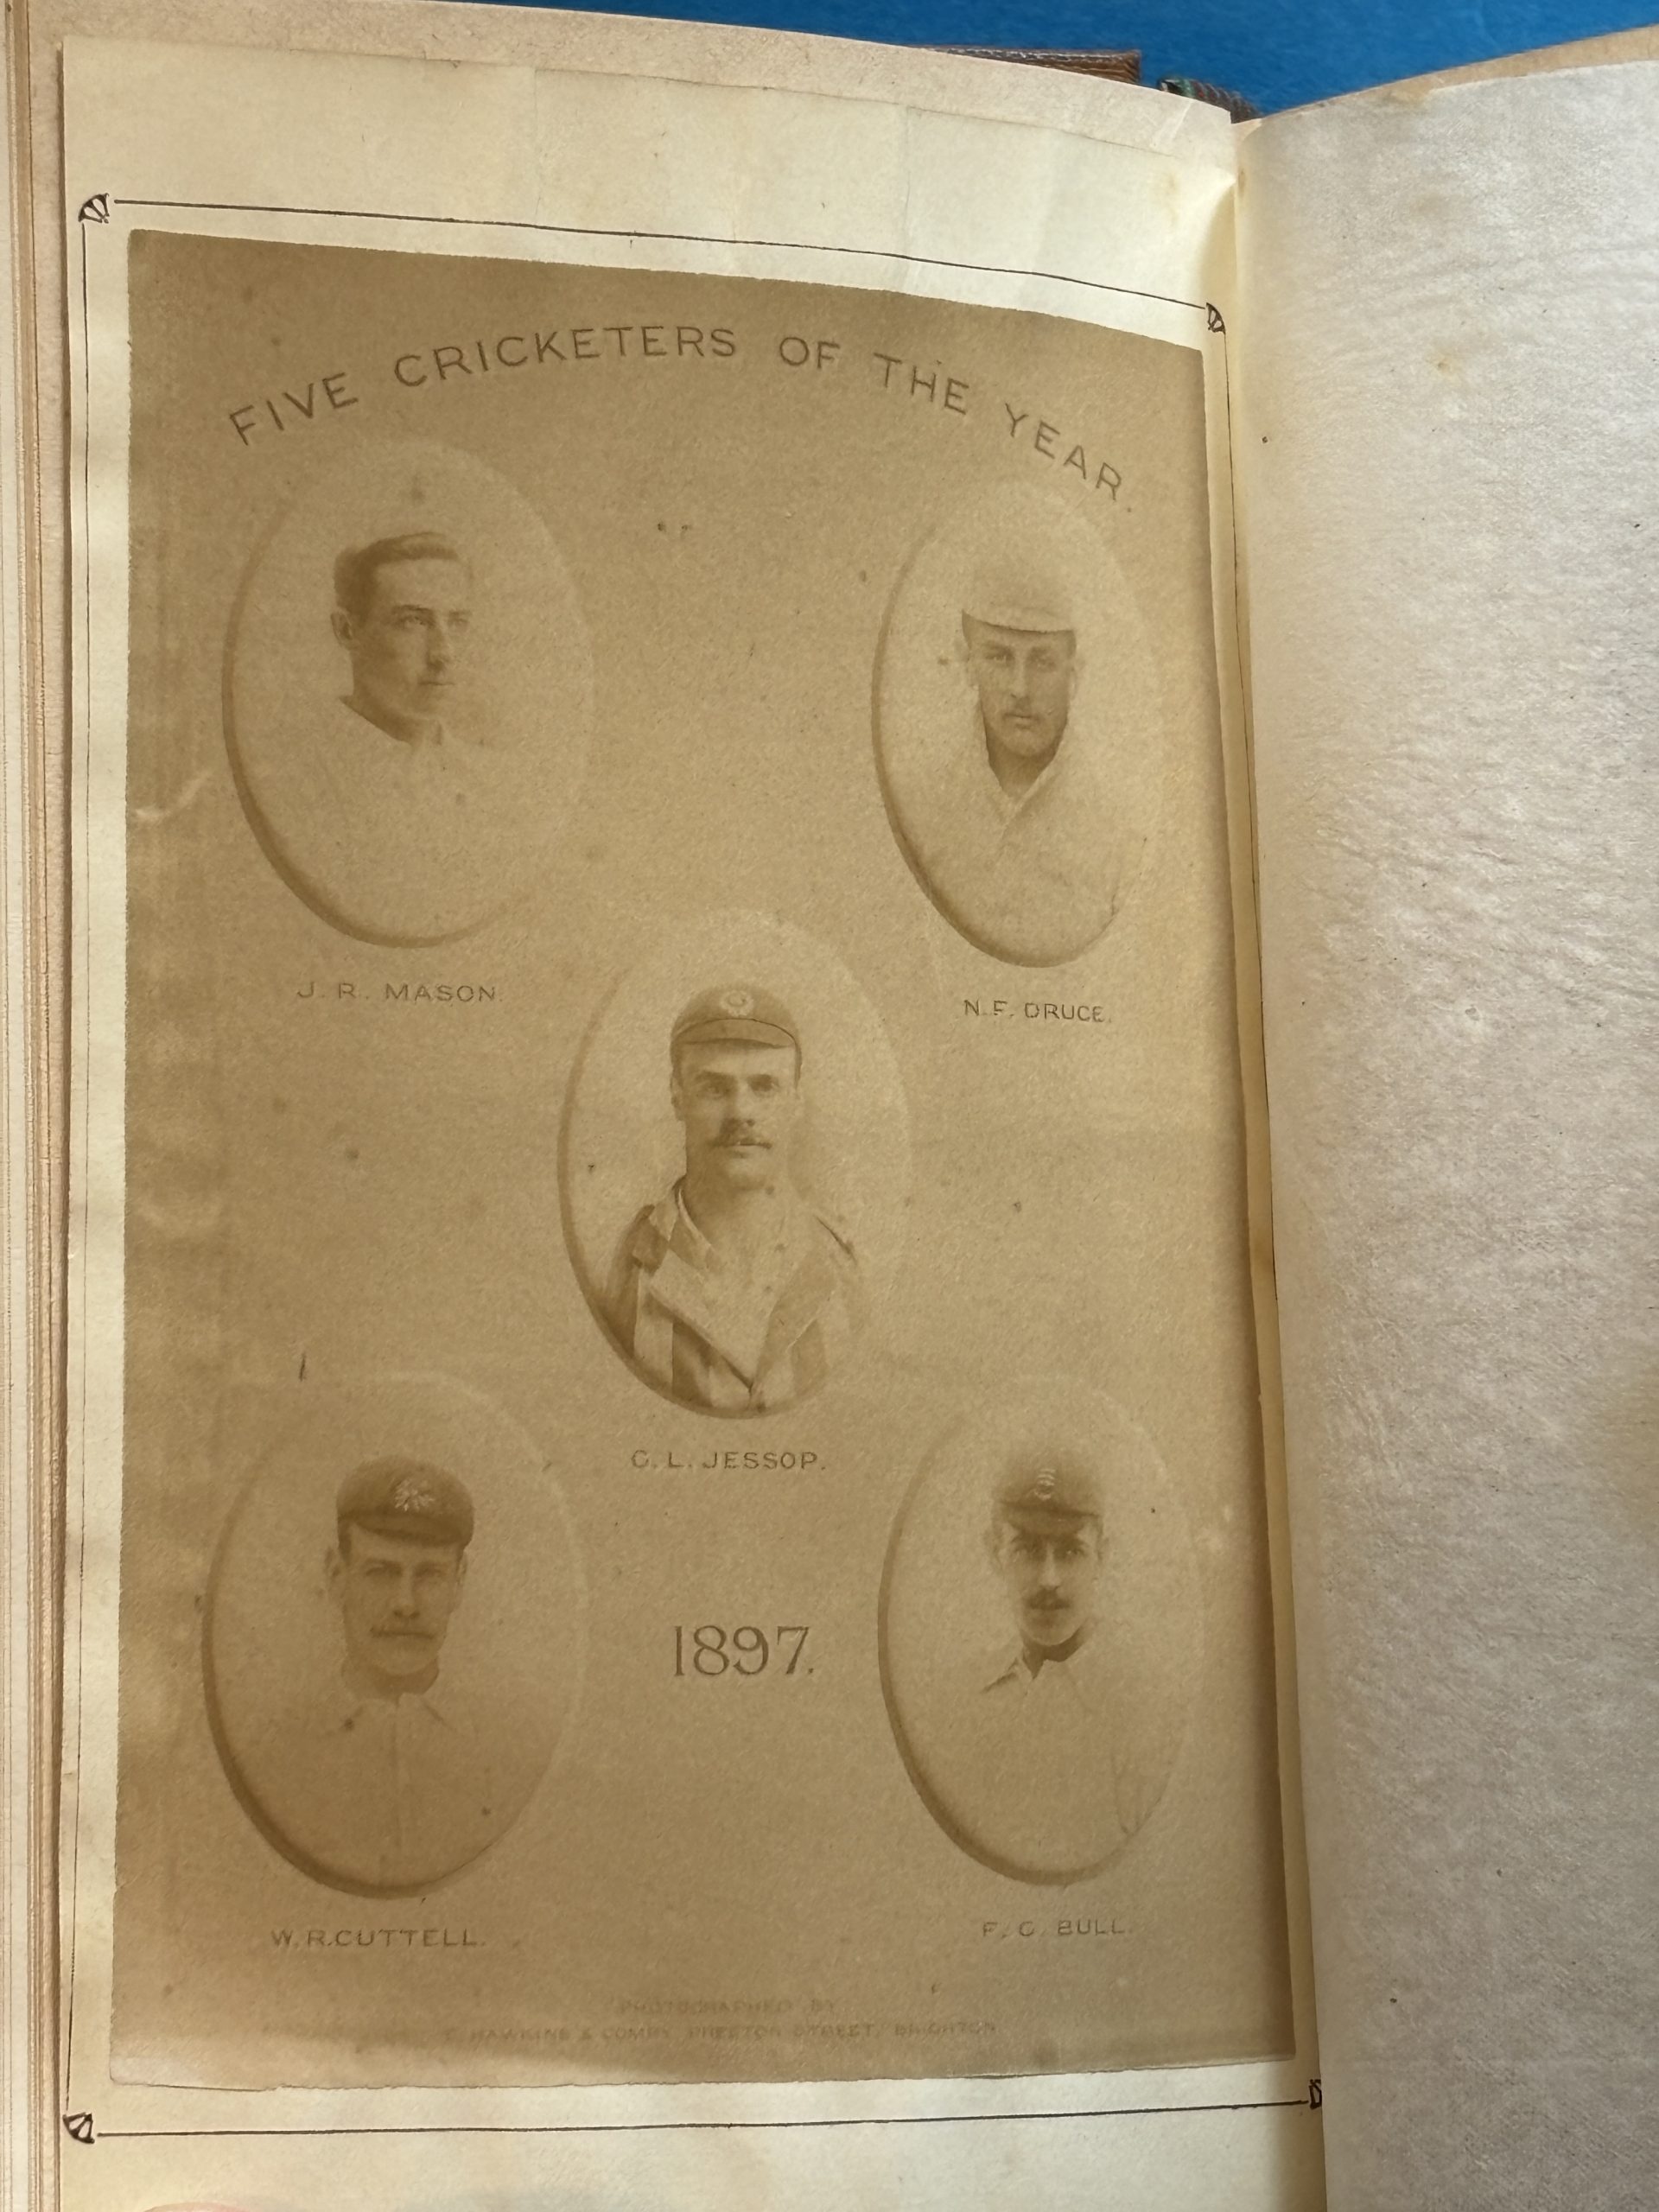 FIVE CRICKETERS OF THE YEAR.
J. R. MASON.
N. F. DRUCE.
G. L. JESSOP.
1897.
W. R. CUTTELL.
F. G. BULL.
PHOTOGRAPHED BY
E. HAWKINS & COMPY, PRESTON STREET, BRIGHTON